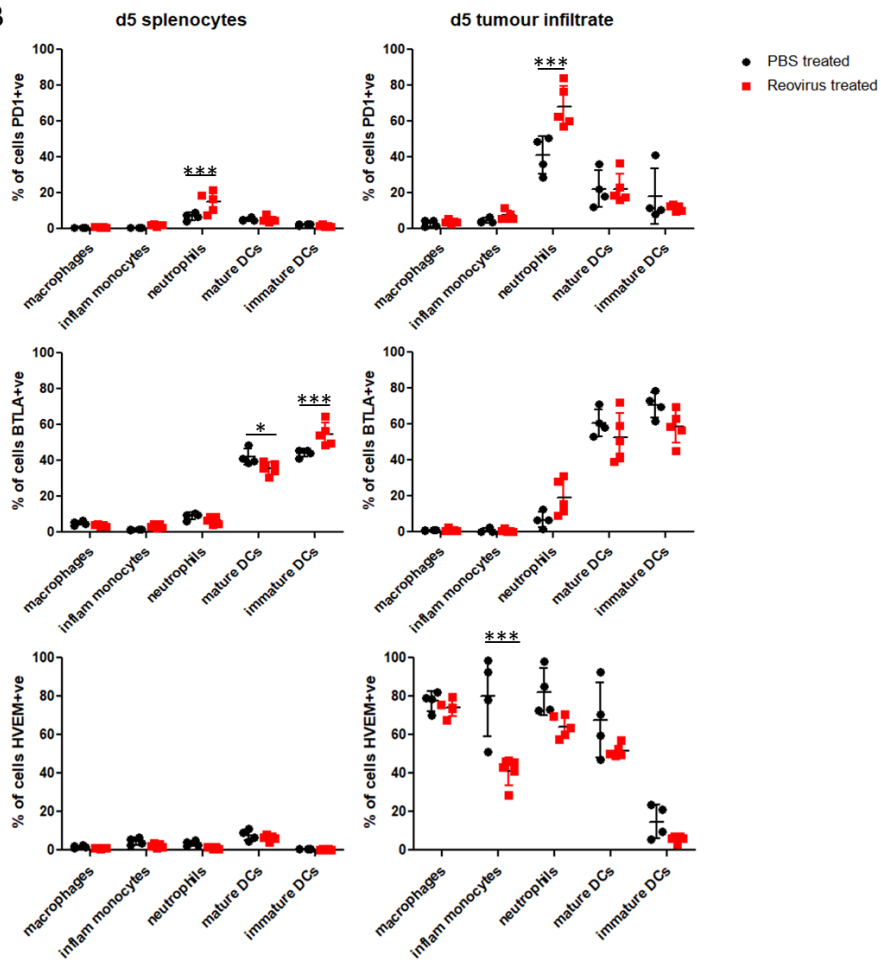 B
d5 splenocytes
d5 tumour infiltrate
PBS treated
Reovirus treated
% of cells PD1+ve
100
80
60
40
20
0
***
macrophages
inflam monocytes
neutrophils
mature DCs
immature DCs
% of cells PD1+ve
100
80
60
40
20
0
***
macrophages
inflam monocytes
neutrophils
mature DCs
immature DCs
% of cells BTLA+ve
100
80
60
40
20
0
*
***
macrophages
inflam monocytes
neutrophils
mature DCs
immature DCs
% of cells BTLA+ve
100
80
60
40
20
0
macrophages
inflam monocytes
neutrophils
mature DCs
immature DCs
% of cells HVEM+ve
100
80
60
40
20
0
macrophages
inflam monocytes
neutrophils
mature DCs
immature DCs
% of cells HVEM+ve
100
80
60
40
20
0
***
macrophages
inflam monocytes
neutrophils
mature DCs
immature DCs